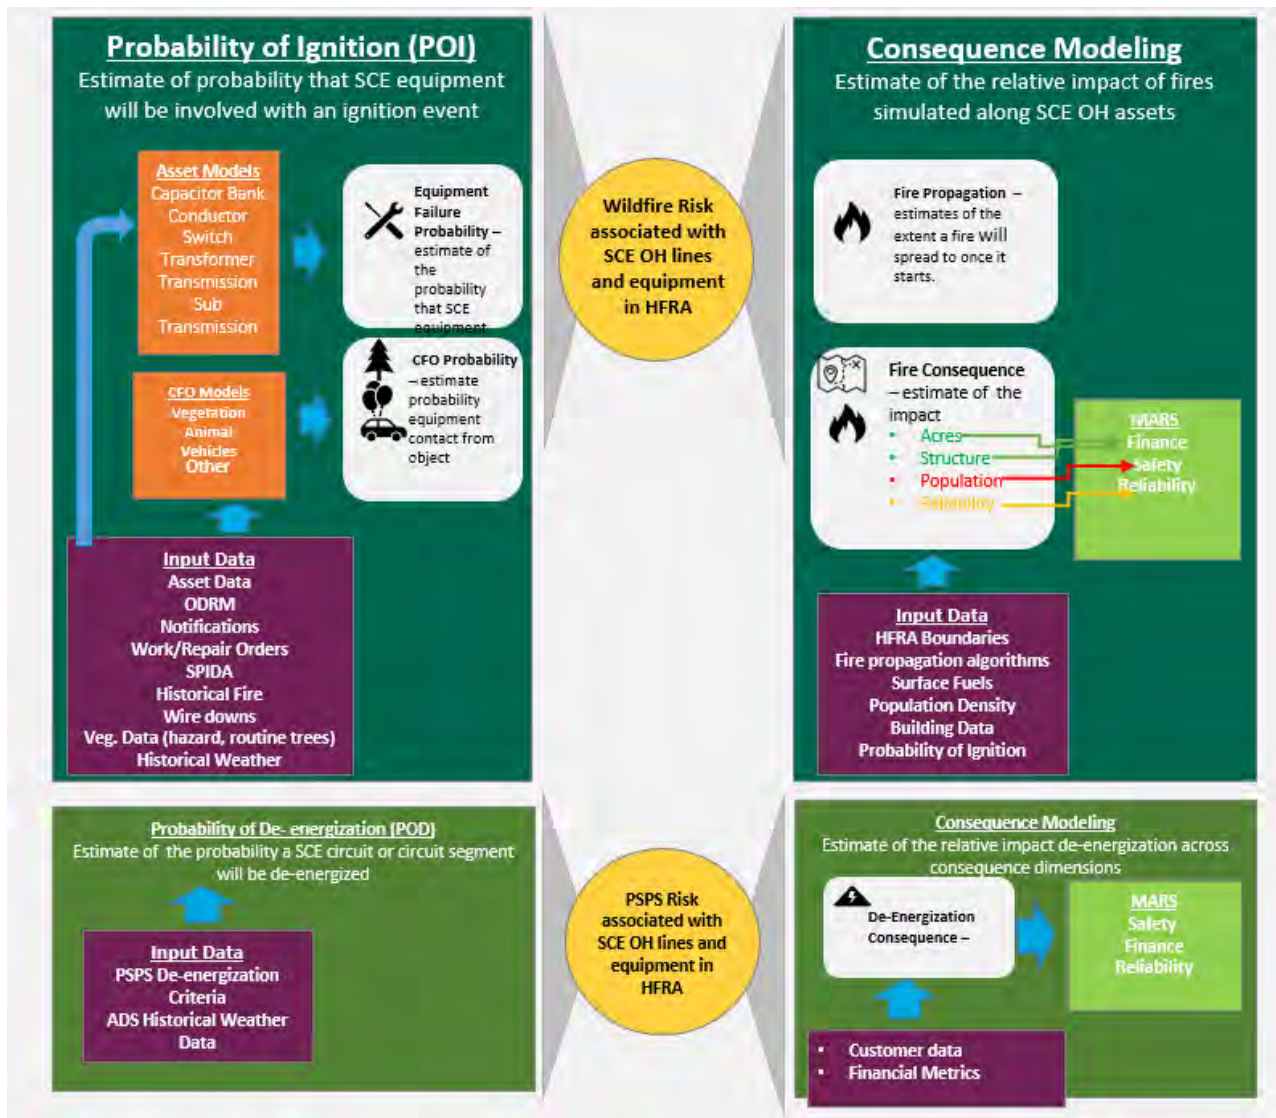 Probability of Ignition (POI)
Estimate of probability that SCE equipment
will be involved with an ignition event
Asset Models
Capacitor Bank
Conductor
Switch
Transformer
Transmission
Sub
Transmission
Equipment
Failure
Probability –
estimate of
the
probability
that SCE
equipment
CFO Models
Vegetation
Animal
Vehicles
Other
CFO Probability
– estimate
probability
equipment
contact from
object
Input Data
Asset Data
ODRM
Notifications
Work/Repair Orders
SPIDA
Historical Fire
Wire downs
Veg. Data (hazard, routine trees)
Historical Weather
Wildfire Risk
associated with
SCE OH lines
and equipment
in HFRA
Consequence Modeling
Estimate of the relative impact of fires
simulated along SCE OH assets
Fire Propagation –
estimates of the
extent a fire will
spread to once it
starts.
Fire Consequence
– estimate of the
impact
• Acres
• Structure
• Population
• Reliability
MARS
Finance
Safety
Reliability
Input Data
HFRA Boundaries
Fire propagation algorithms
Surface Fuels
Population Density
Building Data
Probability of Ignition
Probability of De- energization (POD)
Estimate of the probability a SCE circuit or circuit segment
will be de-energized
Input Data
PSPS De-energization
Criteria
ADS Historical Weather
Data
PSPS Risk
associated with
SCE OH lines and
equipment in
HFRA
Consequence Modeling
Estimate of the relative impact de-energization across
consequence dimensions
De-Energization
Consequence –
MARS
Safety
Finance
Reliability
• Customer data
• Financial Metrics